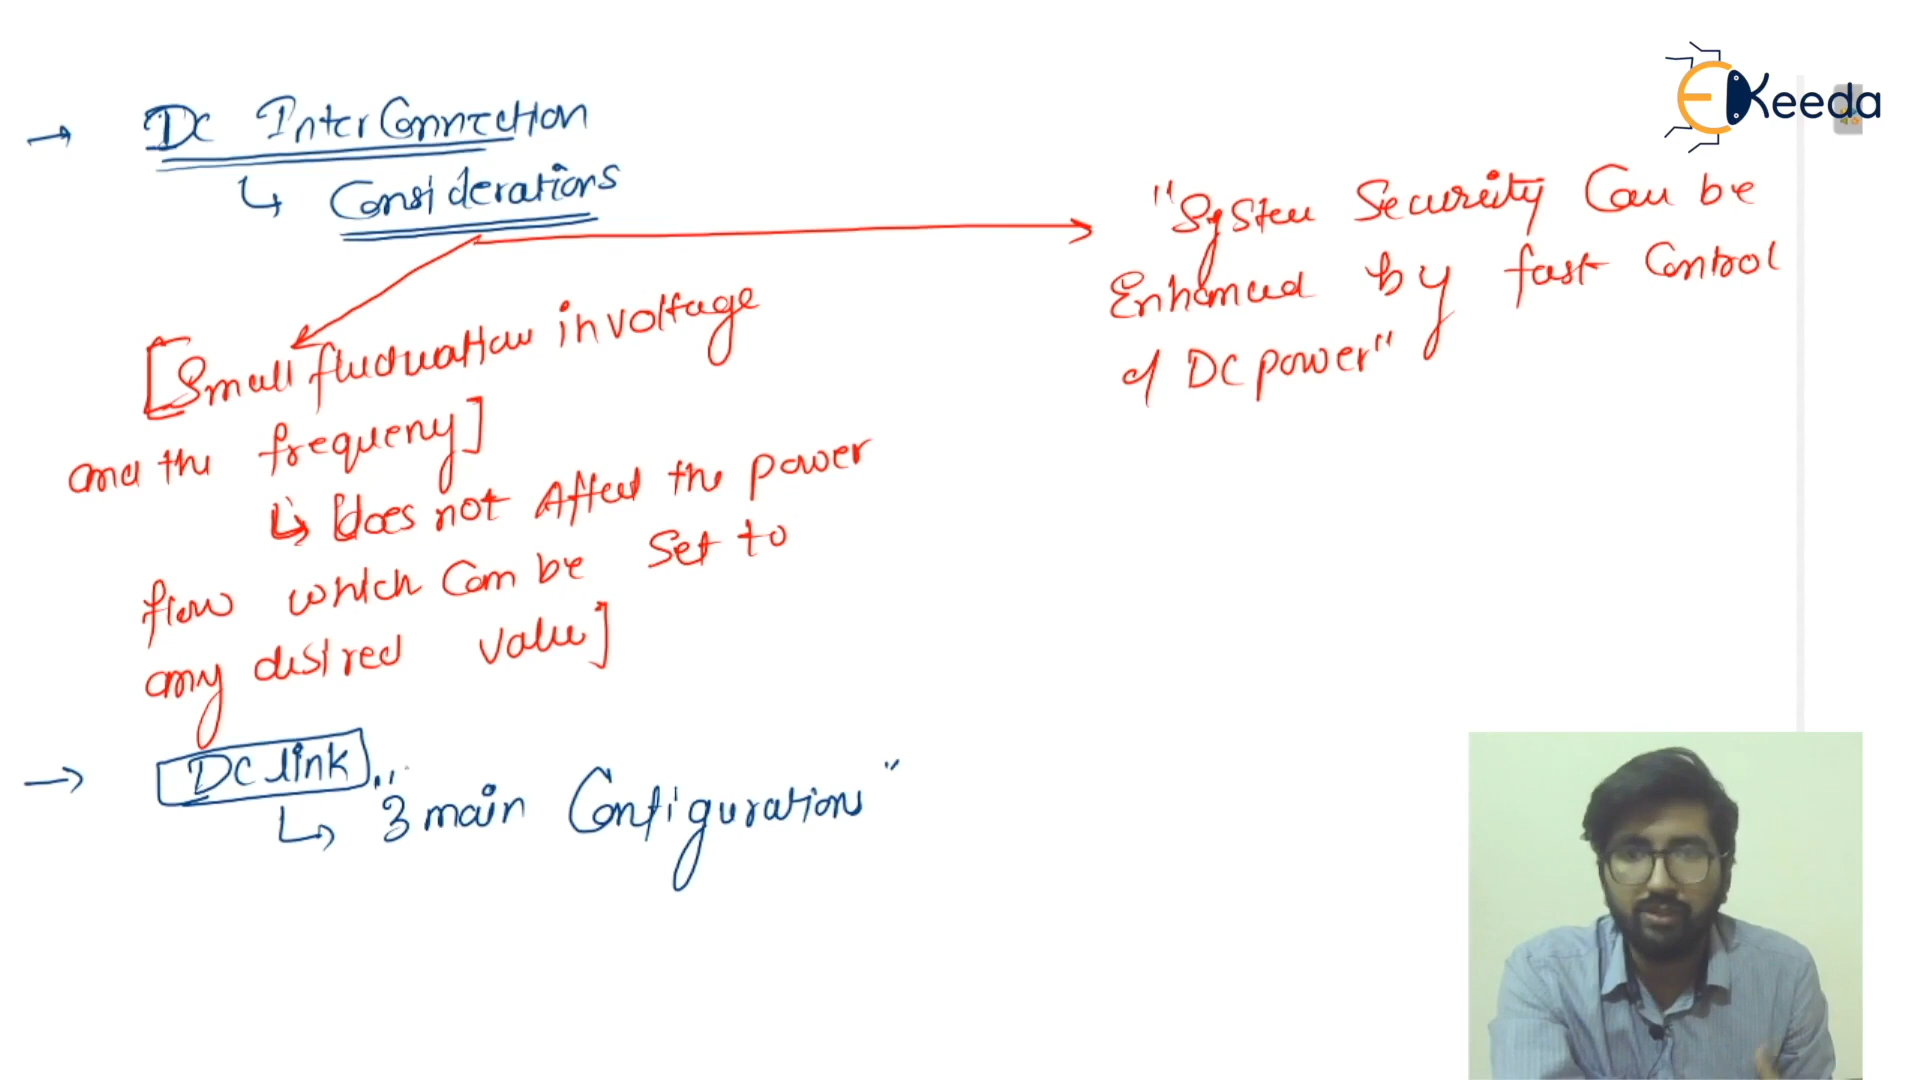 EKeeda
→ DC InterConnection
↳ Considerations
[Small fluctuation in voltage
and the frequeny]
↳ [does not Affect the power
flow which Can be Set to
any desired value]
"System Security Can be
Enhanced by fast Control
of DC power"
→ DC link
↳ "3 main Configurations"